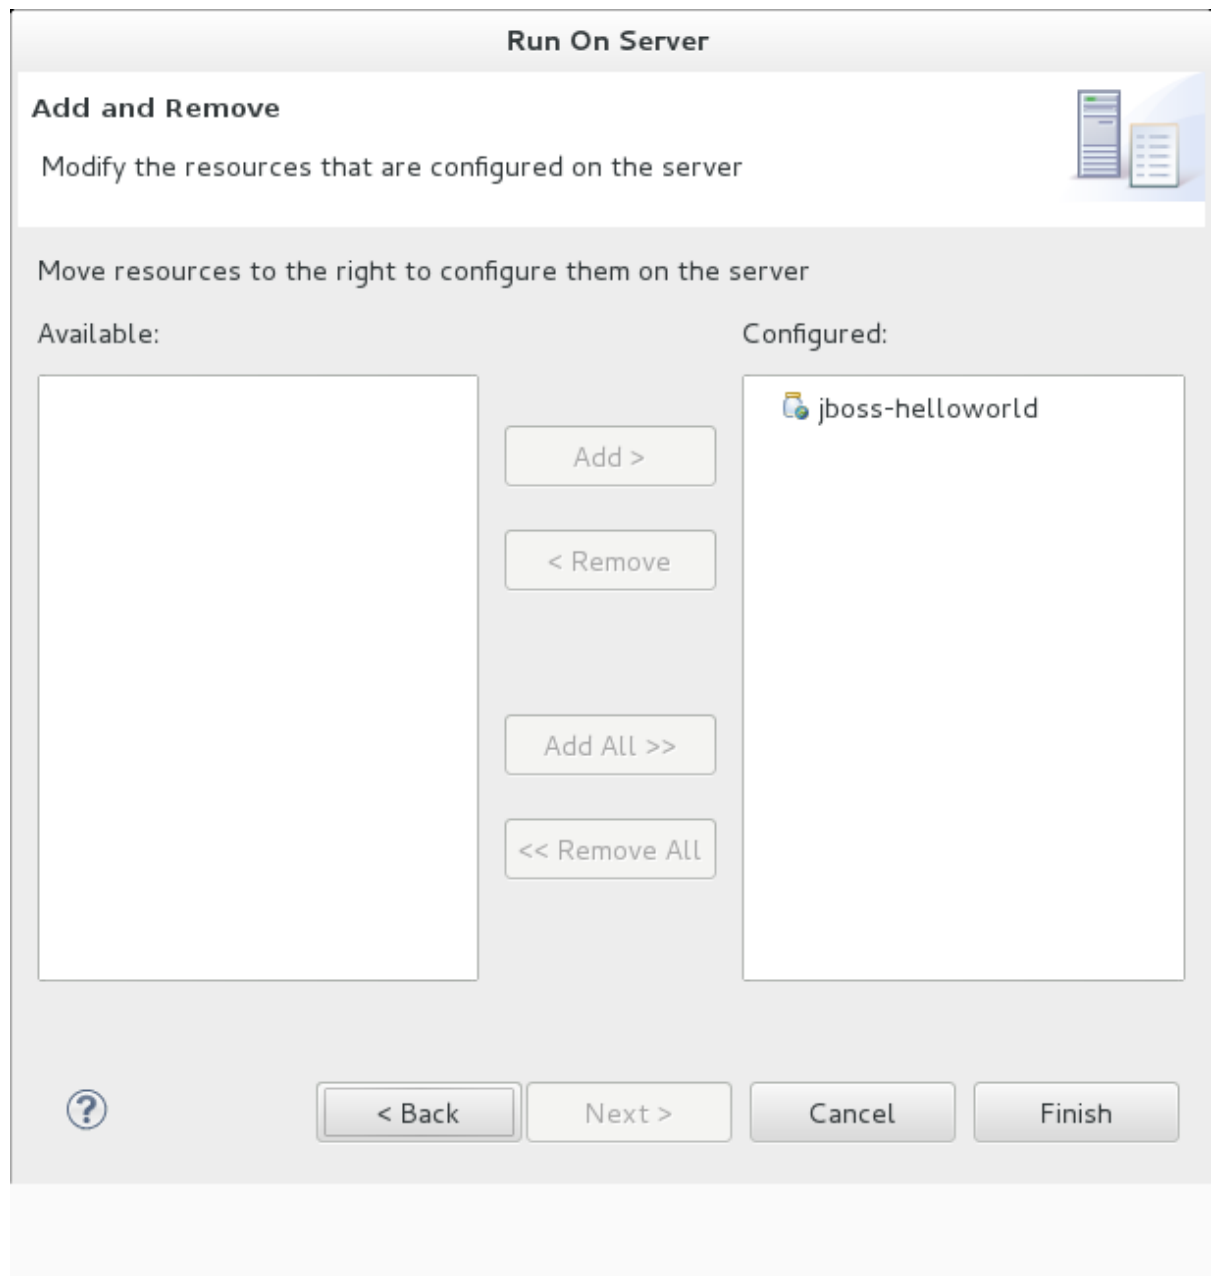 Run On Server
Add and Remove
Modify the resources that are configured on the server
Move resources to the right to configure them on the server
Available:
Configured:
jboss-helloworld
Add >
< Remove
Add All >>
<< Remove All
?
< Back
Next >
Cancel
Finish